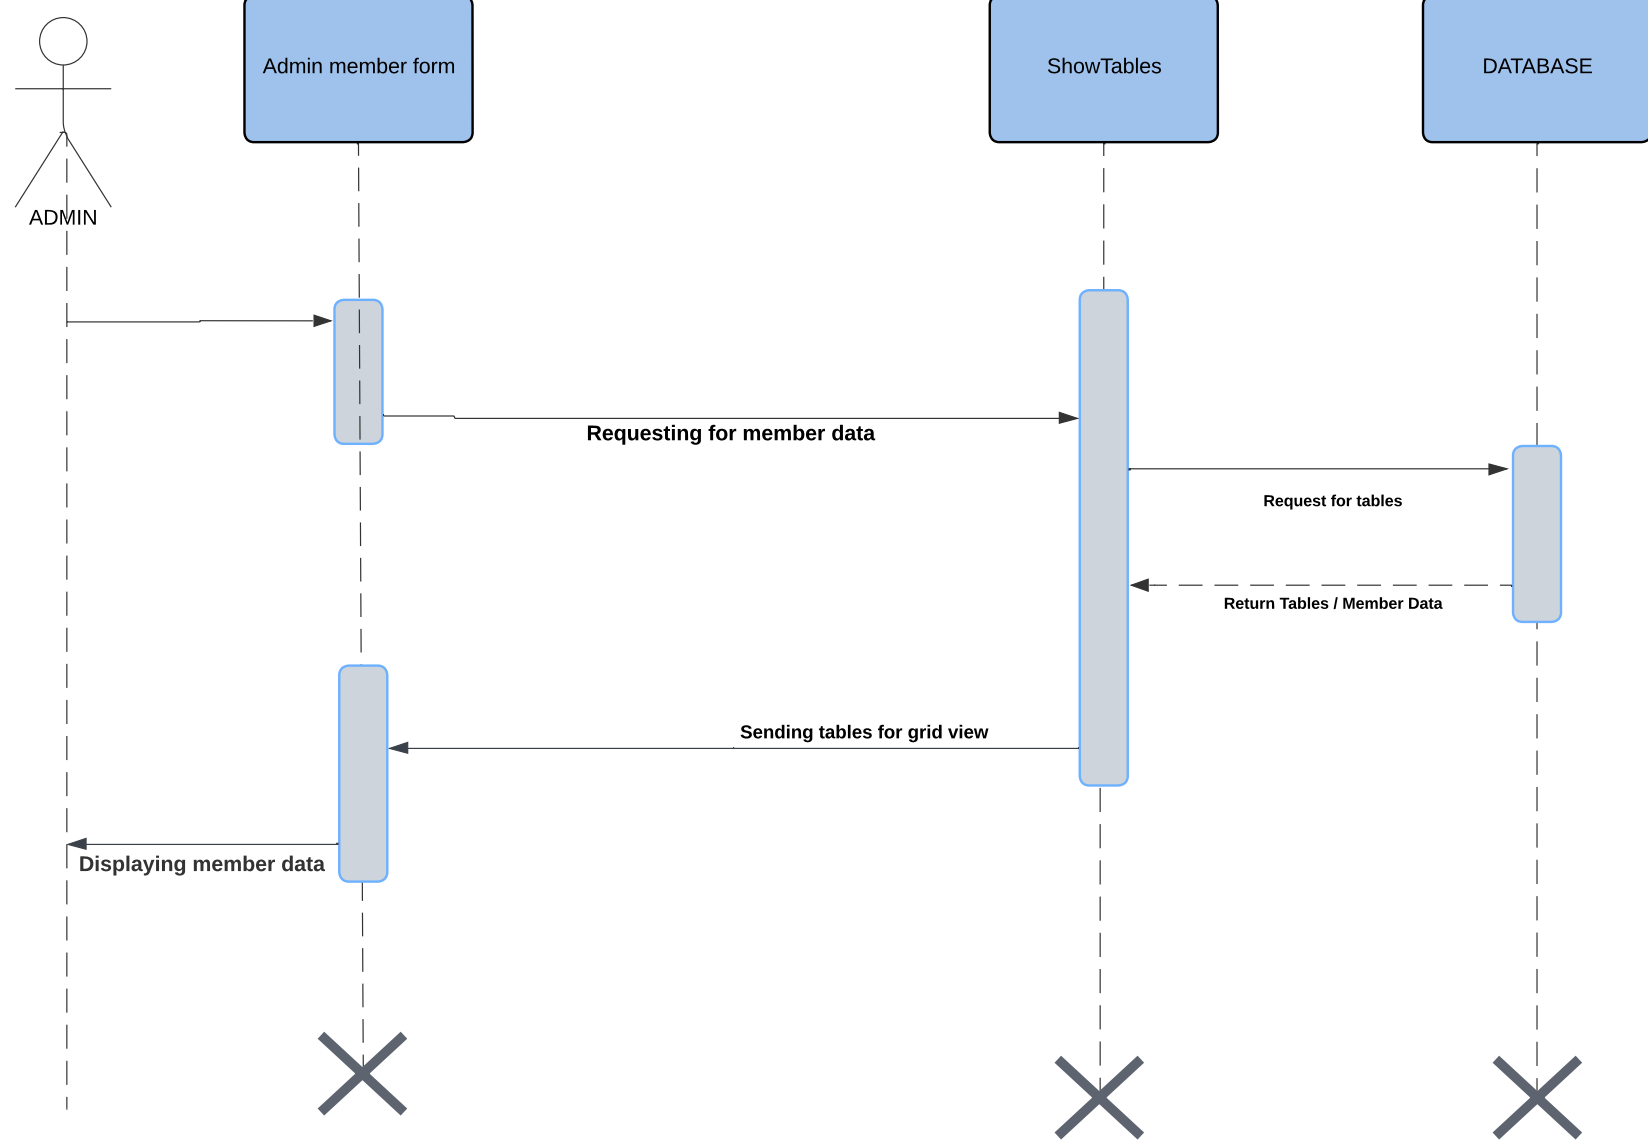 Admin member form
ShowTables
DATABASE
ADMIN
Requesting for member data
Request for tables
Return Tables / Member Data
Sending tables for grid view
Displaying member data